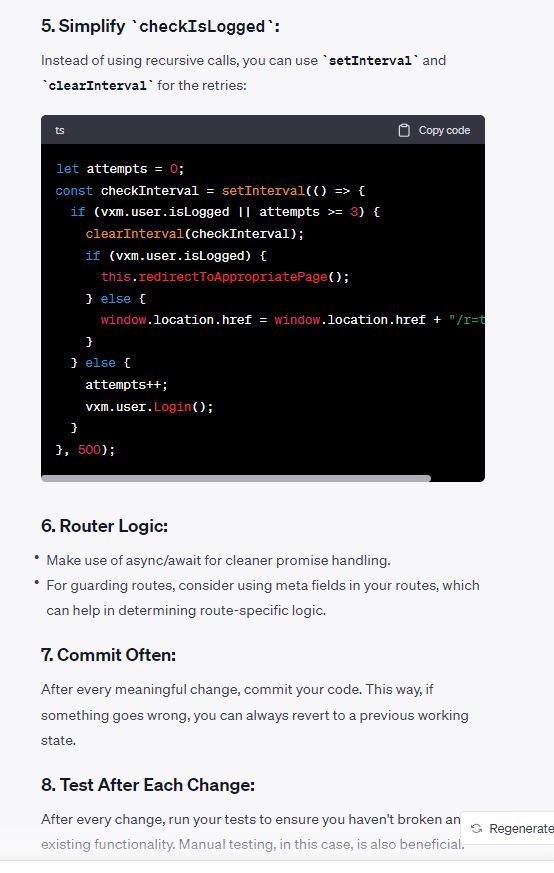 5. Simplify `checkIsLogged`:
Instead of using recursive calls, you can use `setInterval` and
`clearInterval` for the retries:
ts
Copy code
let attempts = 0;
const checkInterval = setInterval(() => {
  if (vxm.user.isLogged || attempts >= 3) {
    clearInterval(checkInterval);
    if (vxm.user.isLogged) {
      this.redirectToAppropriatePage();
    } else {
      window.location.href = window.location.href + "/r=t
    }
  } else {
    attempts++;
    vxm.user.Login();
  }
}, 500);
6. Router Logic:
• Make use of async/await for cleaner promise handling.
• For guarding routes, consider using meta fields in your routes, which
can help in determining route-specific logic.
7. Commit Often:
After every meaningful change, commit your code. This way, if
something goes wrong, you can always revert to a previous working
state.
8. Test After Each Change:
After every change, run your tests to ensure you haven't broken an
Regenerate
existing functionality. Manual testing, in this case, is also beneficial.